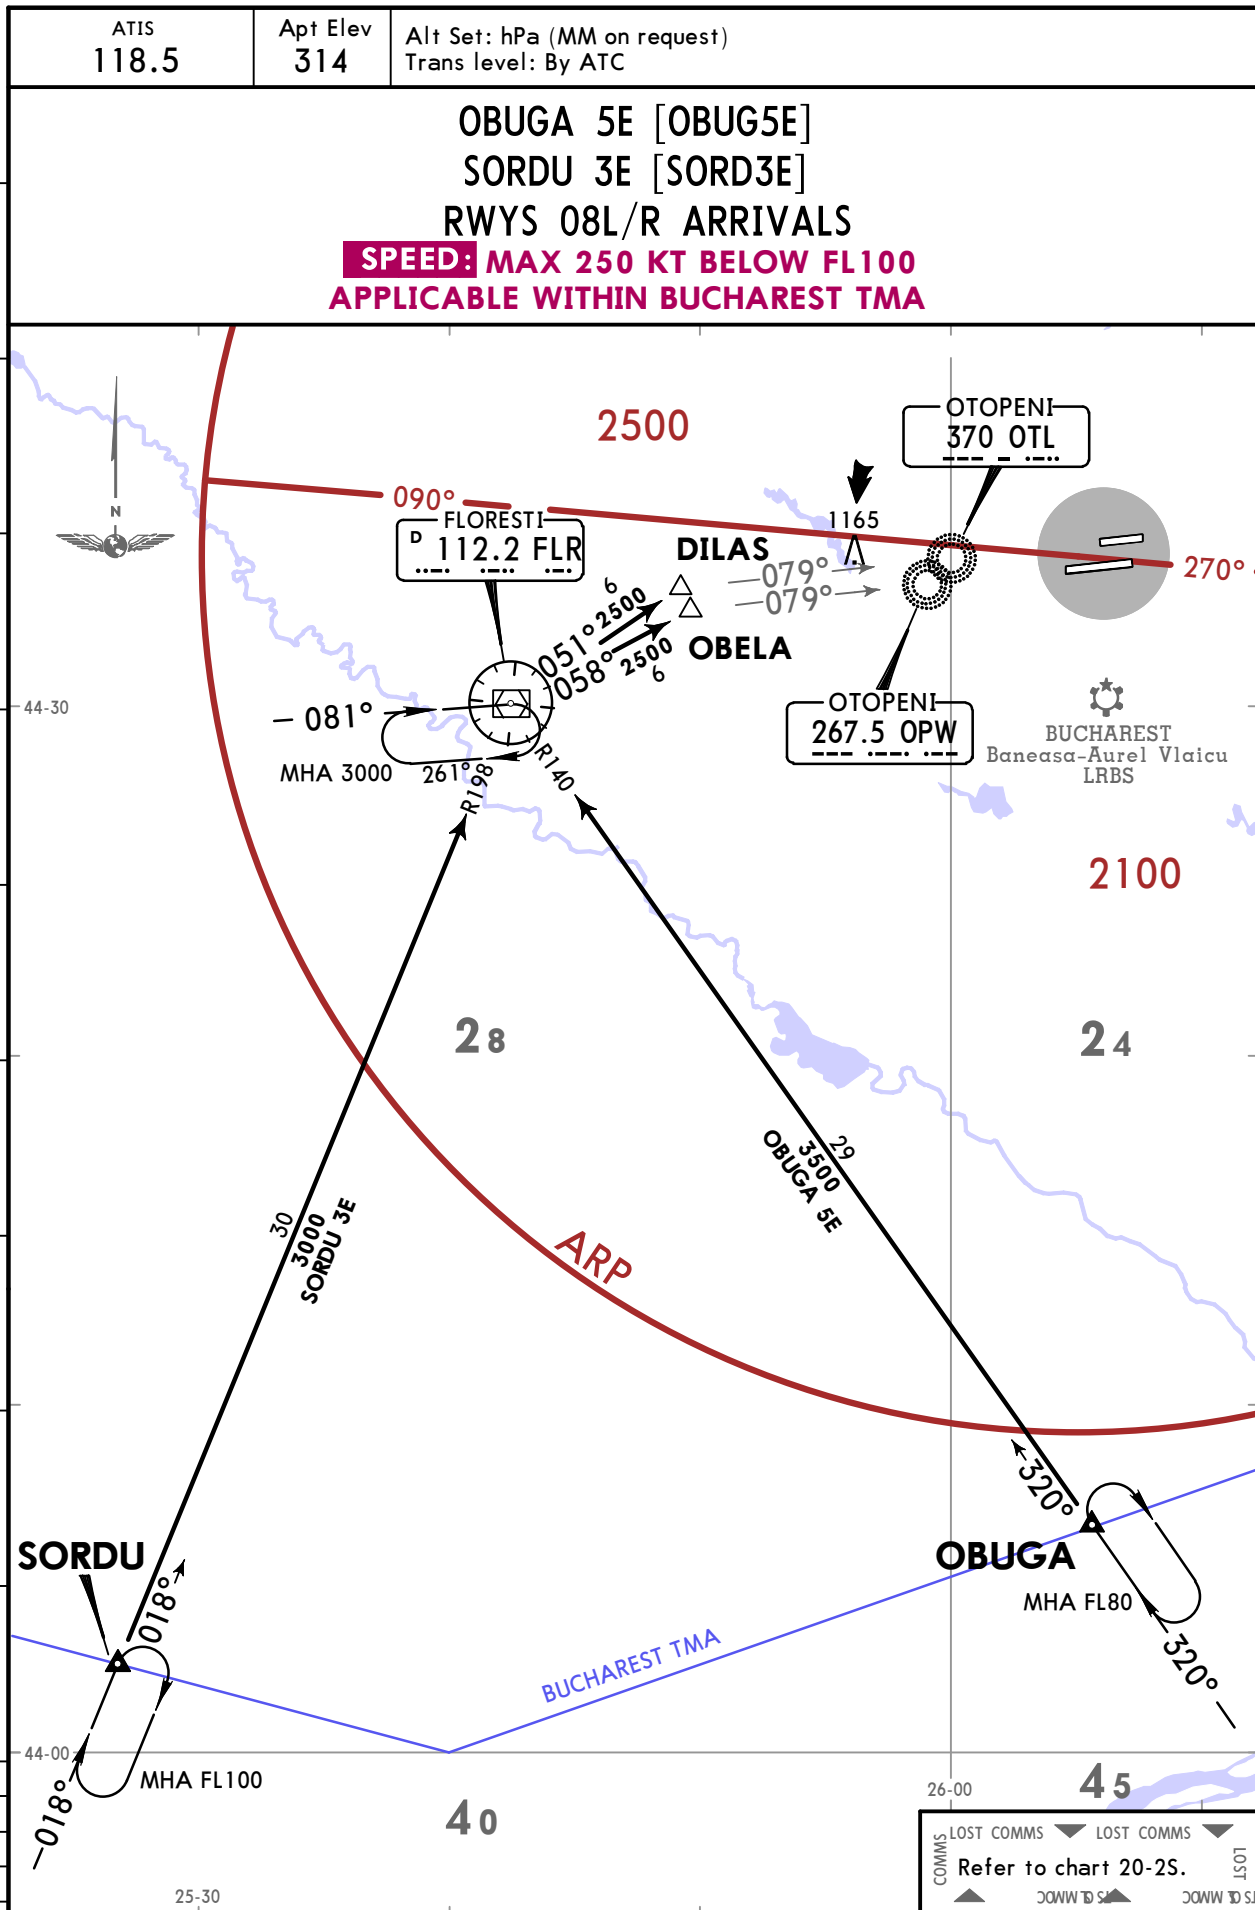 ATIS
118.5
Apt Elev
314
Alt Set: hPa (MM on request)
Trans level: By ATC
OBUGA 5E [OBUG5E]
SORDU 3E [SORD3E]
RWYS 08L/R ARRIVALS
SPEED: MAX 250 KT BELOW FL100
APPLICABLE WITHIN BUCHAREST TMA
2500
OTOPENI
370 OTL
N
090°
FLORESTI
D 112.2 FLR
1165
DILAS
079°
079°
270°
6
2500
051°
058°
2500
6
OBELA
44-30
081°
MHA 3000
261°
R198
R140
OTOPENI
267.5 OPW
BUCHAREST
Baneasa-Aurel Vlaicu
LRBS
2100
28
24
29
3500
OBUGA 5E
30
3000
SORDU 3E
ARP
320°
SORDU
OBUGA
018°
MHA FL80
320°
BUCHAREST TMA
44-00
MHA FL100
018°
40
26-00
45
25-30
LOST COMMS
LOST COMMS
COMMS
LOST
Refer to chart 20-2S.